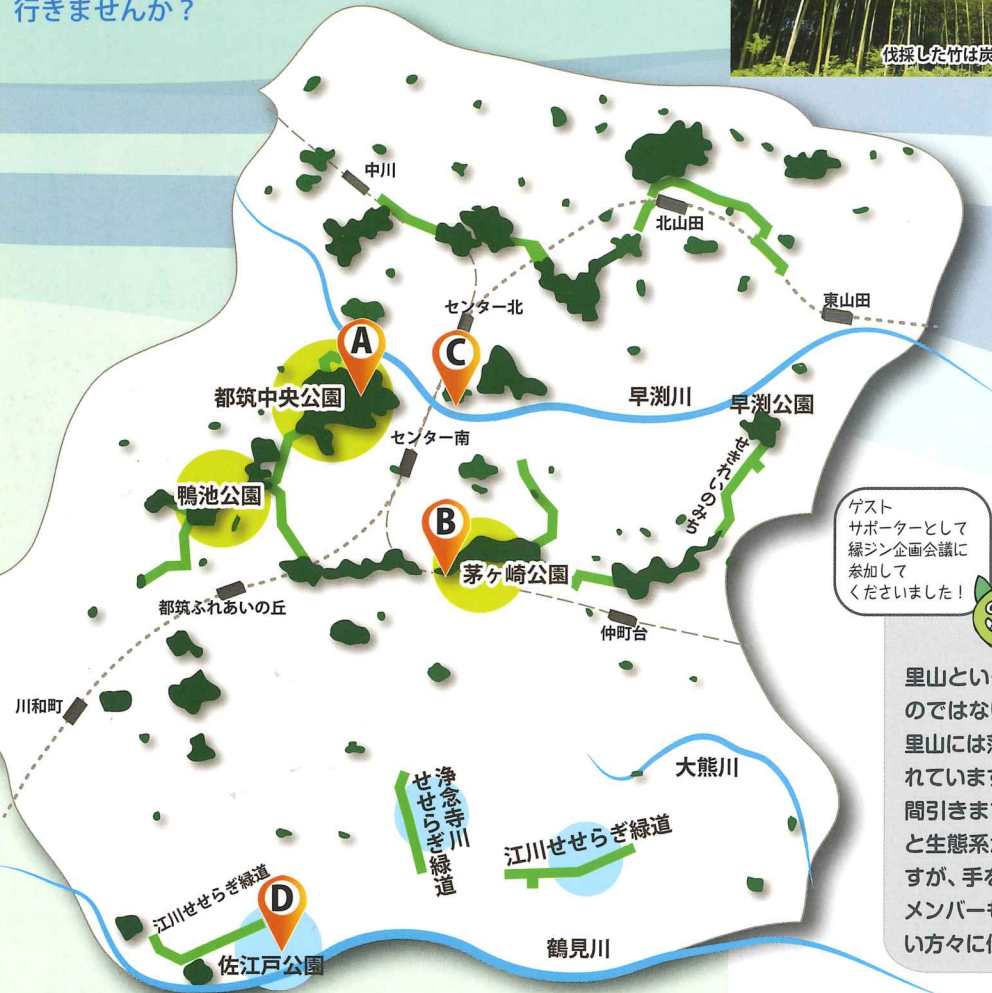 行きませんか？
伐採した竹は炭
中川
北山田
東山田
センター北
A
C
都筑中央公園
早渕川
早渕公園
センター南
せきれいのみち
鴨池公園
B
茅ヶ崎公園
都筑ふれあいの丘
仲町台
ゲスト
サポーターとして
縁ジン企画会議に
参加して
くださいました！
川和町
里山とい
のではな
里山には
れています
間引きま
と生態系
すが、手を
メンバー
い方々に
大熊川
浄念寺川
せせらぎ緑道
江川せせらぎ緑道
江川せせらぎ緑道
D
佐江戸公園
鶴見川